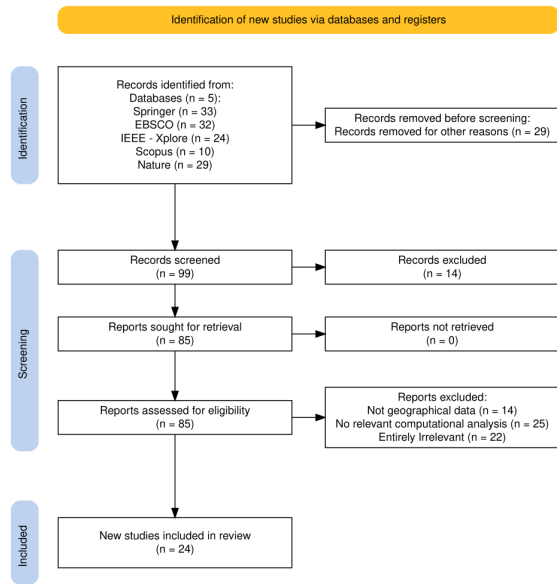 Identification of new studies via databases and registers
Identification
Records identified from:
Databases (n = 5):
Springer (n = 33)
EBSCO (n = 32)
IEEE - Xplore (n = 24)
Scopus (n = 10)
Nature (n = 29)
Records removed before screening:
Records removed for other reasons (n = 29)
Screening
Records screened
(n = 99)
Records excluded
(n = 14)
Reports sought for retrieval
(n = 85)
Reports not retrieved
(n = 0)
Reports assessed for eligibility
(n = 85)
Reports excluded:
Not geographical data (n = 14)
No relevant computational analysis (n = 25)
Entirely Irrelevant (n = 22)
Included
New studies included in review
(n = 24)